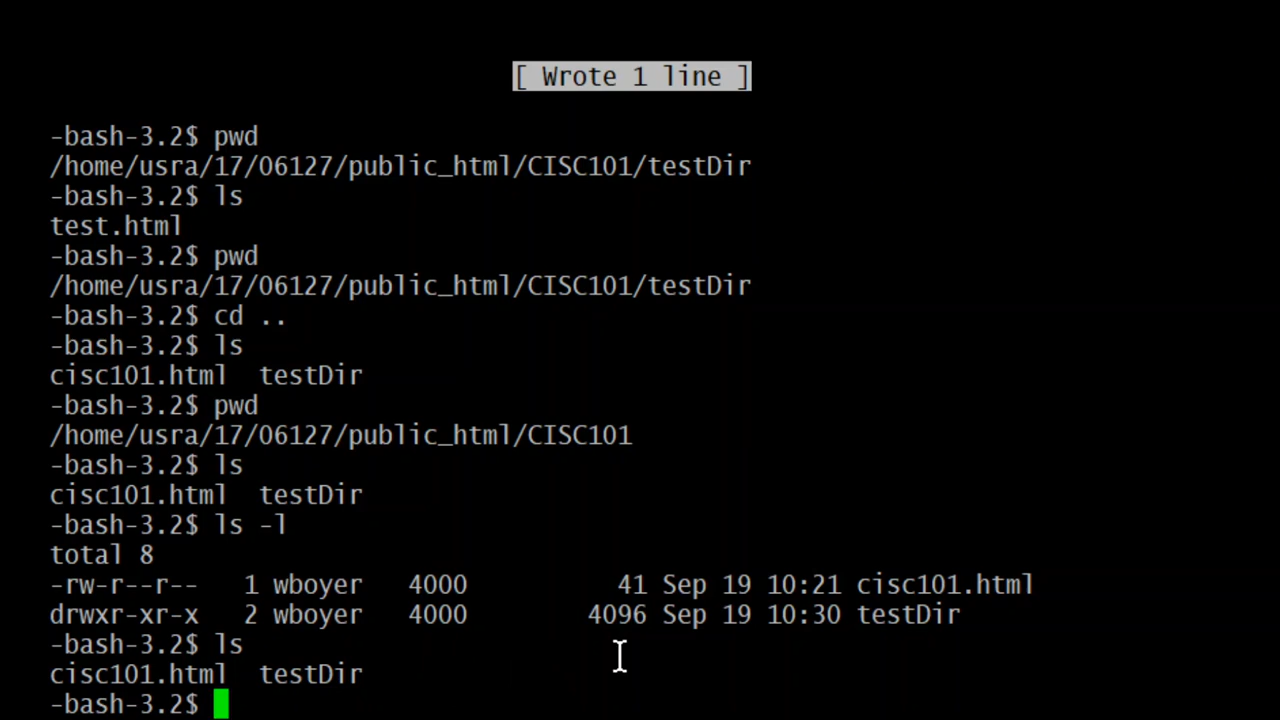 [ Wrote 1 line ]
-bash-3.2$ pwd
/home/usra/17/06127/public_html/CISC101/testDir
-bash-3.2$ ls
test.html
-bash-3.2$ pwd
/home/usra/17/06127/public_html/CISC101/testDir
-bash-3.2$ cd ..
-bash-3.2$ ls
cisc101.html  testDir
-bash-3.2$ pwd
/home/usra/17/06127/public_html/CISC101
-bash-3.2$ ls
cisc101.html  testDir
-bash-3.2$ ls -l
total 8
-rw-r--r--   1 wboyer   4000          41 Sep 19 10:21 cisc101.html
drwxr-xr-x   2 wboyer   4000        4096 Sep 19 10:30 testDir
-bash-3.2$ ls
cisc101.html  testDir
-bash-3.2$